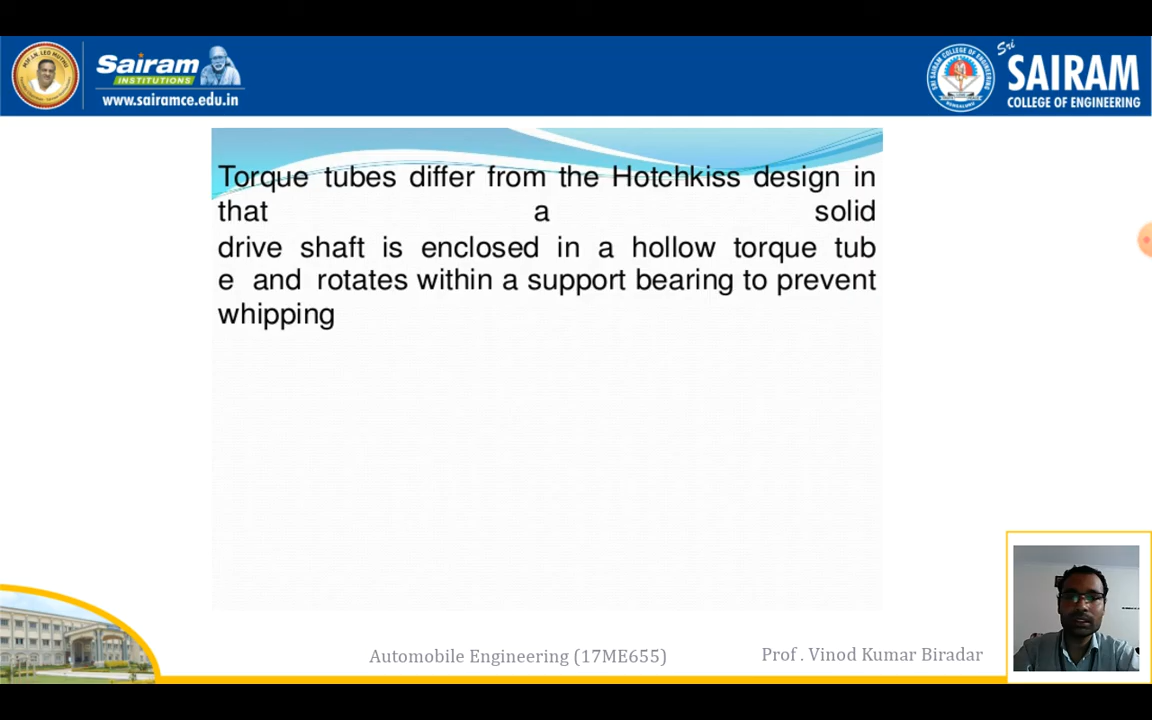 Sairam
INSTITUTIONS
www.sairamce.edu.in
Sri
SAIRAM
COLLEGE OF ENGINEERING
Torque tubes differ from the Hotchkiss design in
that a solid
drive shaft is enclosed in a hollow torque tub
e and rotates within a support bearing to prevent
whipping
Automobile Engineering (17ME655)
Prof . Vinod Kumar Biradar